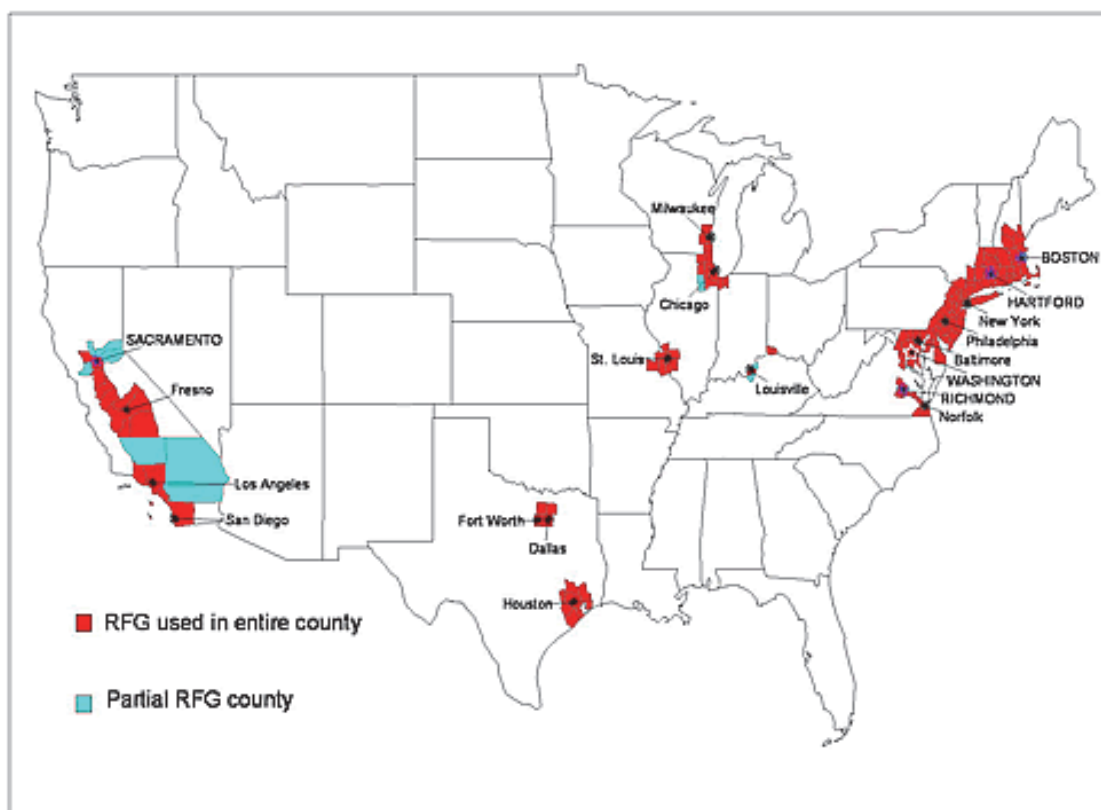 Milwaukee
BOSTON
Chicago
HARTFORD
New York
SACRAMENTO
Philadelphia
St. Louis
Baltimore
Fresno
Louisville
WASHINGTON
RICHMOND
Norfolk
Los Angeles
San Diego
Fort Worth
Dallas
Houston
RFG used in entire county
Partial RFG county